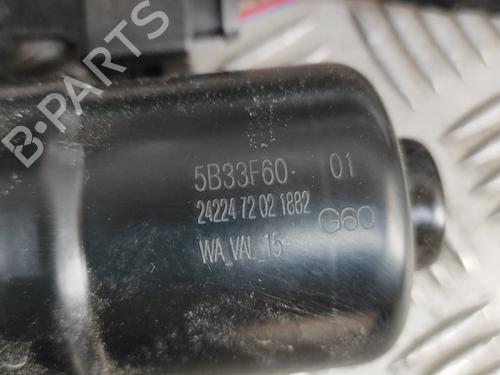 B-PARTS
5B33F60- 01
24224 72 02 1882 G60
WA_VAL_15